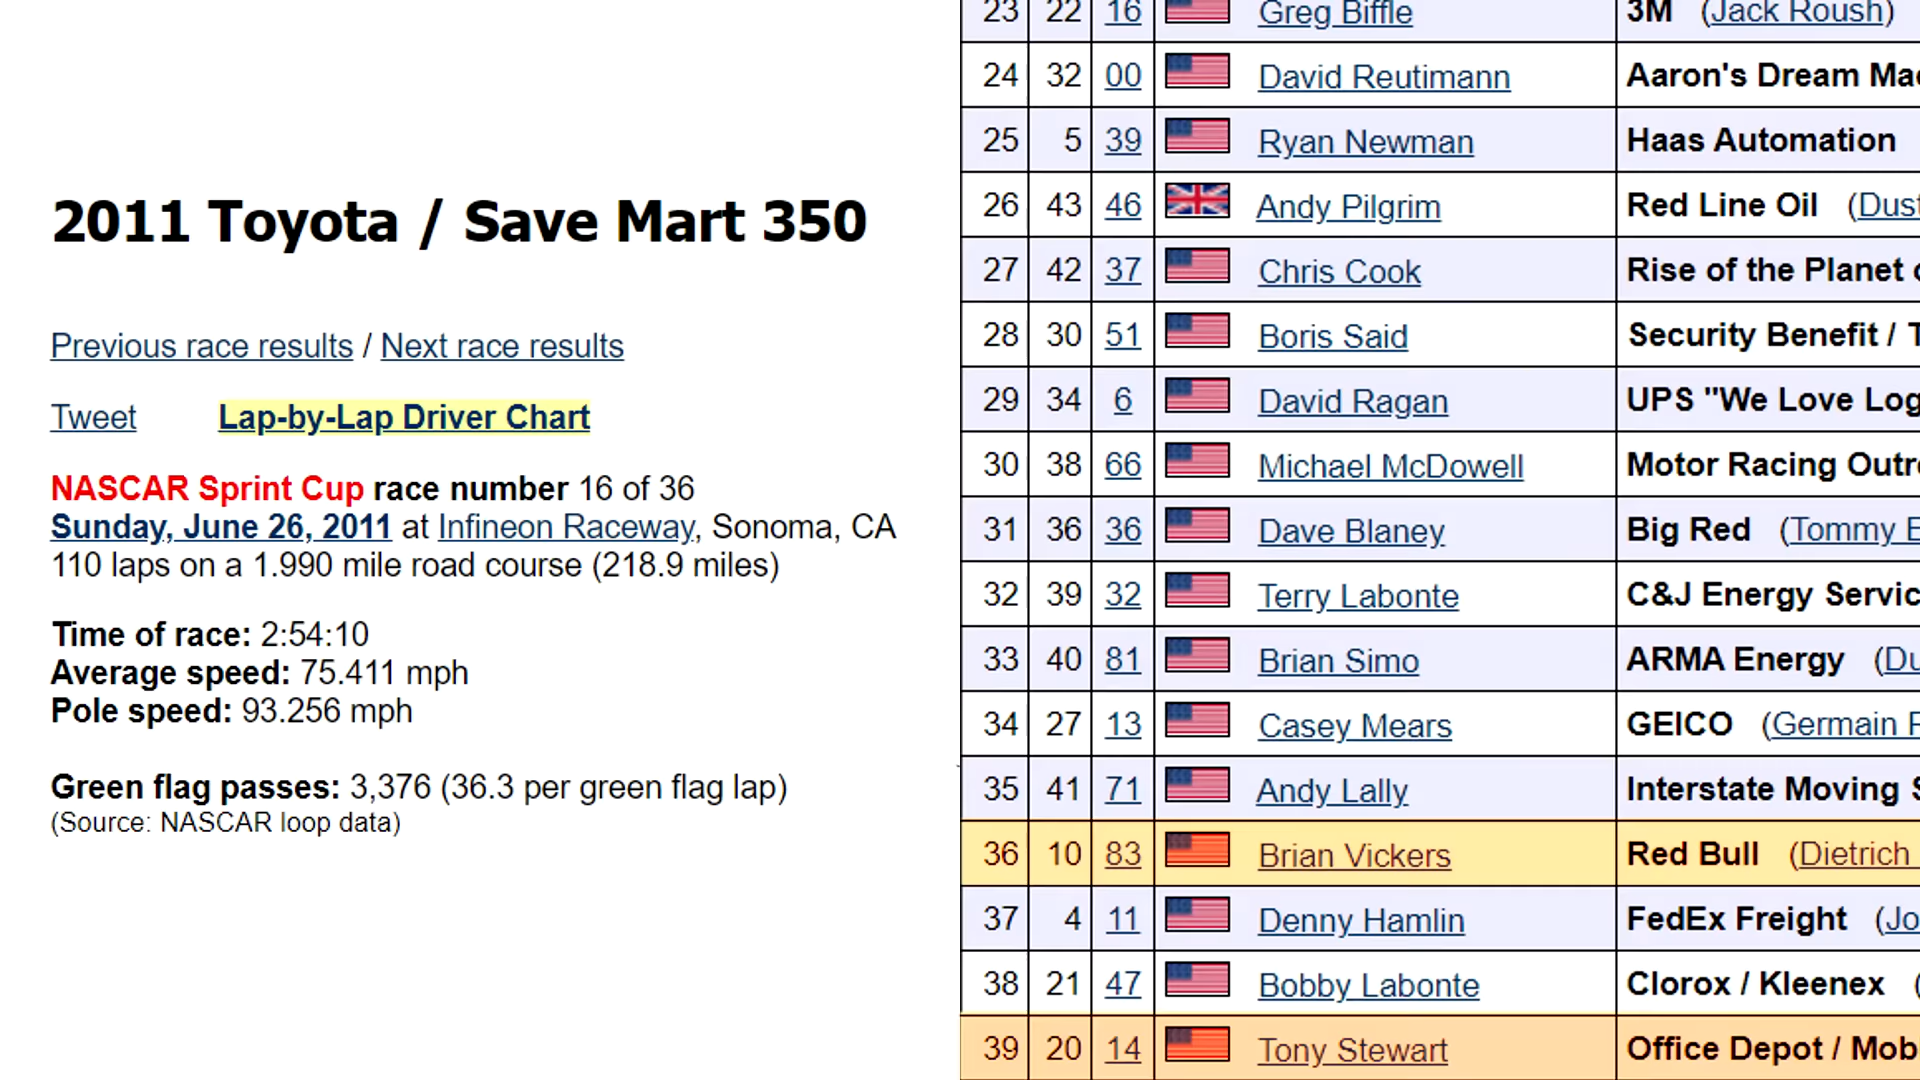 2011 Toyota / Save Mart 350
Previous race results / Next race results
Tweet Lap-by-Lap Driver Chart
NASCAR Sprint Cup race number 16 of 36
Sunday, June 26, 2011 at Infineon Raceway, Sonoma, CA
110 laps on a 1.990 mile road course (218.9 miles)
Time of race: 2:54:10
Average speed: 75.411 mph
Pole speed: 93.256 mph
Green flag passes: 3,376 (36.3 per green flag lap)
(Source: NASCAR loop data)
23 22 16 Greg Biffle 3M (Jack Roush)
24 32 00 David Reutimann Aaron's Dream
25 5 39 Ryan Newman Haas Automation
26 43 46 Andy Pilgrim Red Line Oil (Dust
27 42 37 Chris Cook Rise of the Planet
28 30 51 Boris Said Security Benefit /
29 34 6 David Ragan UPS "We Love Log
30 38 66 Michael McDowell Motor Racing Outr
31 36 36 Dave Blaney Big Red (Tommy
32 39 32 Terry Labonte C&J Energy Servic
33 40 81 Brian Simo ARMA Energy (Du
34 27 13 Casey Mears GEICO (Germain
35 41 71 Andy Lally Interstate Moving
36 10 83 Brian Vickers Red Bull (Dietrich
37 4 11 Denny Hamlin FedEx Freight (Jo
38 21 47 Bobby Labonte Clorox / Kleenex (
39 20 14 Tony Stewart Office Depot / Mob